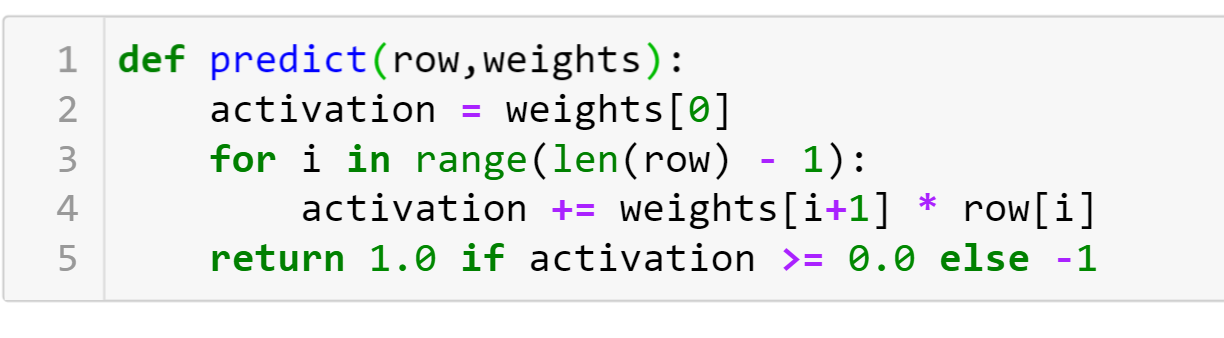 1 def predict(row,weights):
2     activation = weights[0]
3     for i in range(len(row) - 1):
4         activation += weights[i+1] * row[i]
5     return 1.0 if activation >= 0.0 else -1